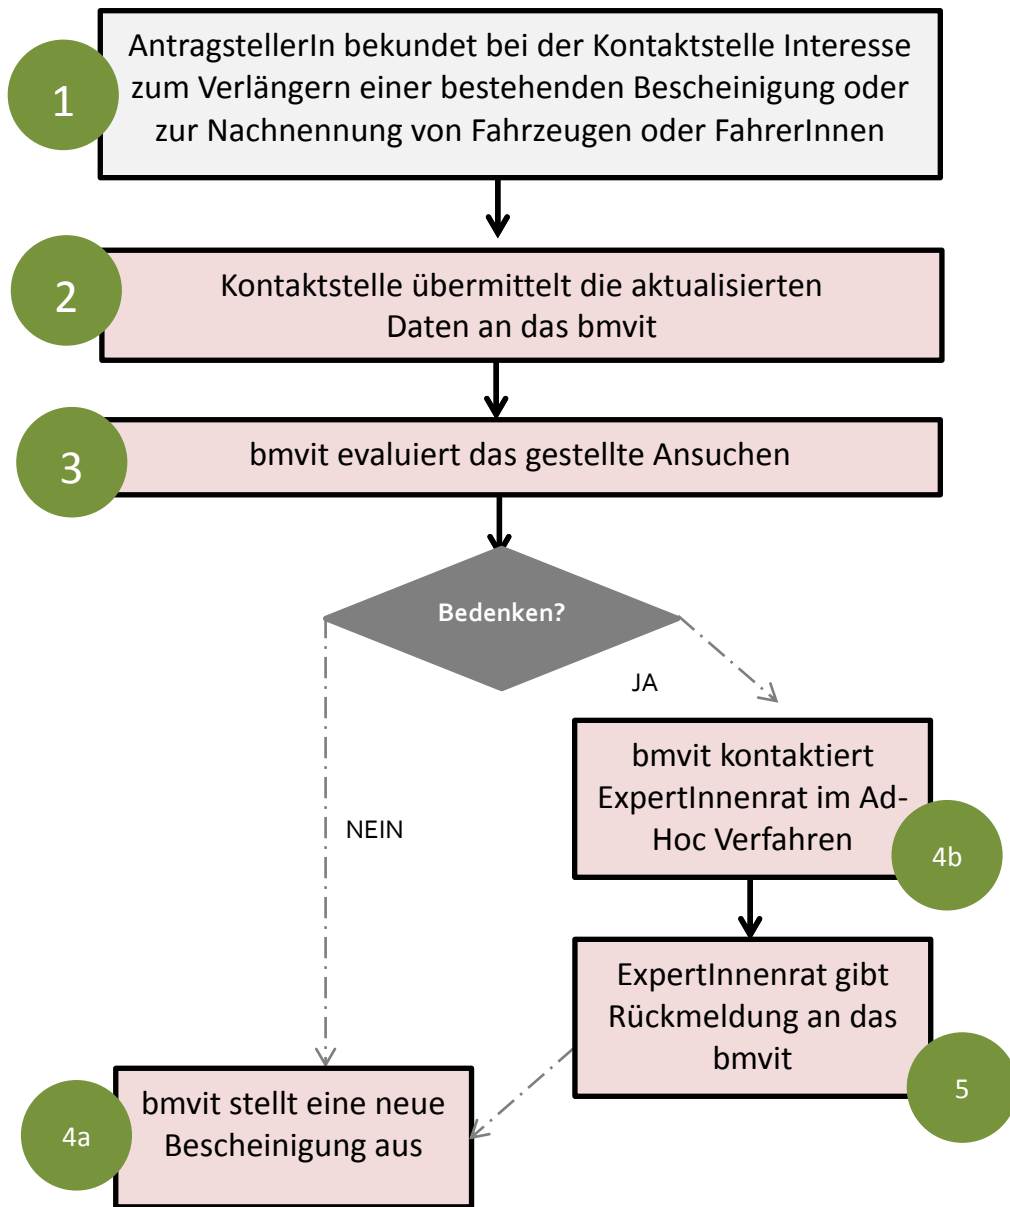 1
AntragstellerIn bekundet bei der Kontaktstelle Interesse
zum Verlängern einer bestehenden Bescheinigung oder
zur Nachnennung von Fahrzeugen oder FahrerInnen
2
Kontaktstelle übermittelt die aktualisierten
Daten an das bmvit
3
bmvit evaluiert das gestellte Ansuchen
Bedenken?
JA
NEIN
bmvit kontaktiert
ExpertInnenrat im Ad-
Hoc Verfahren
4b
ExpertInnenrat gibt
Rückmeldung an das
bmvit
5
4a
bmvit stellt eine neue
Bescheinigung aus